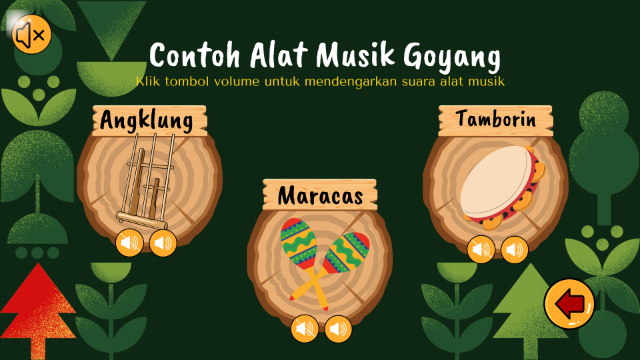 Contoh Alat Musik Goyang
Klik tombol volume untuk mendengarkan suara alat musik
Angklung
Tamborin
Maracas